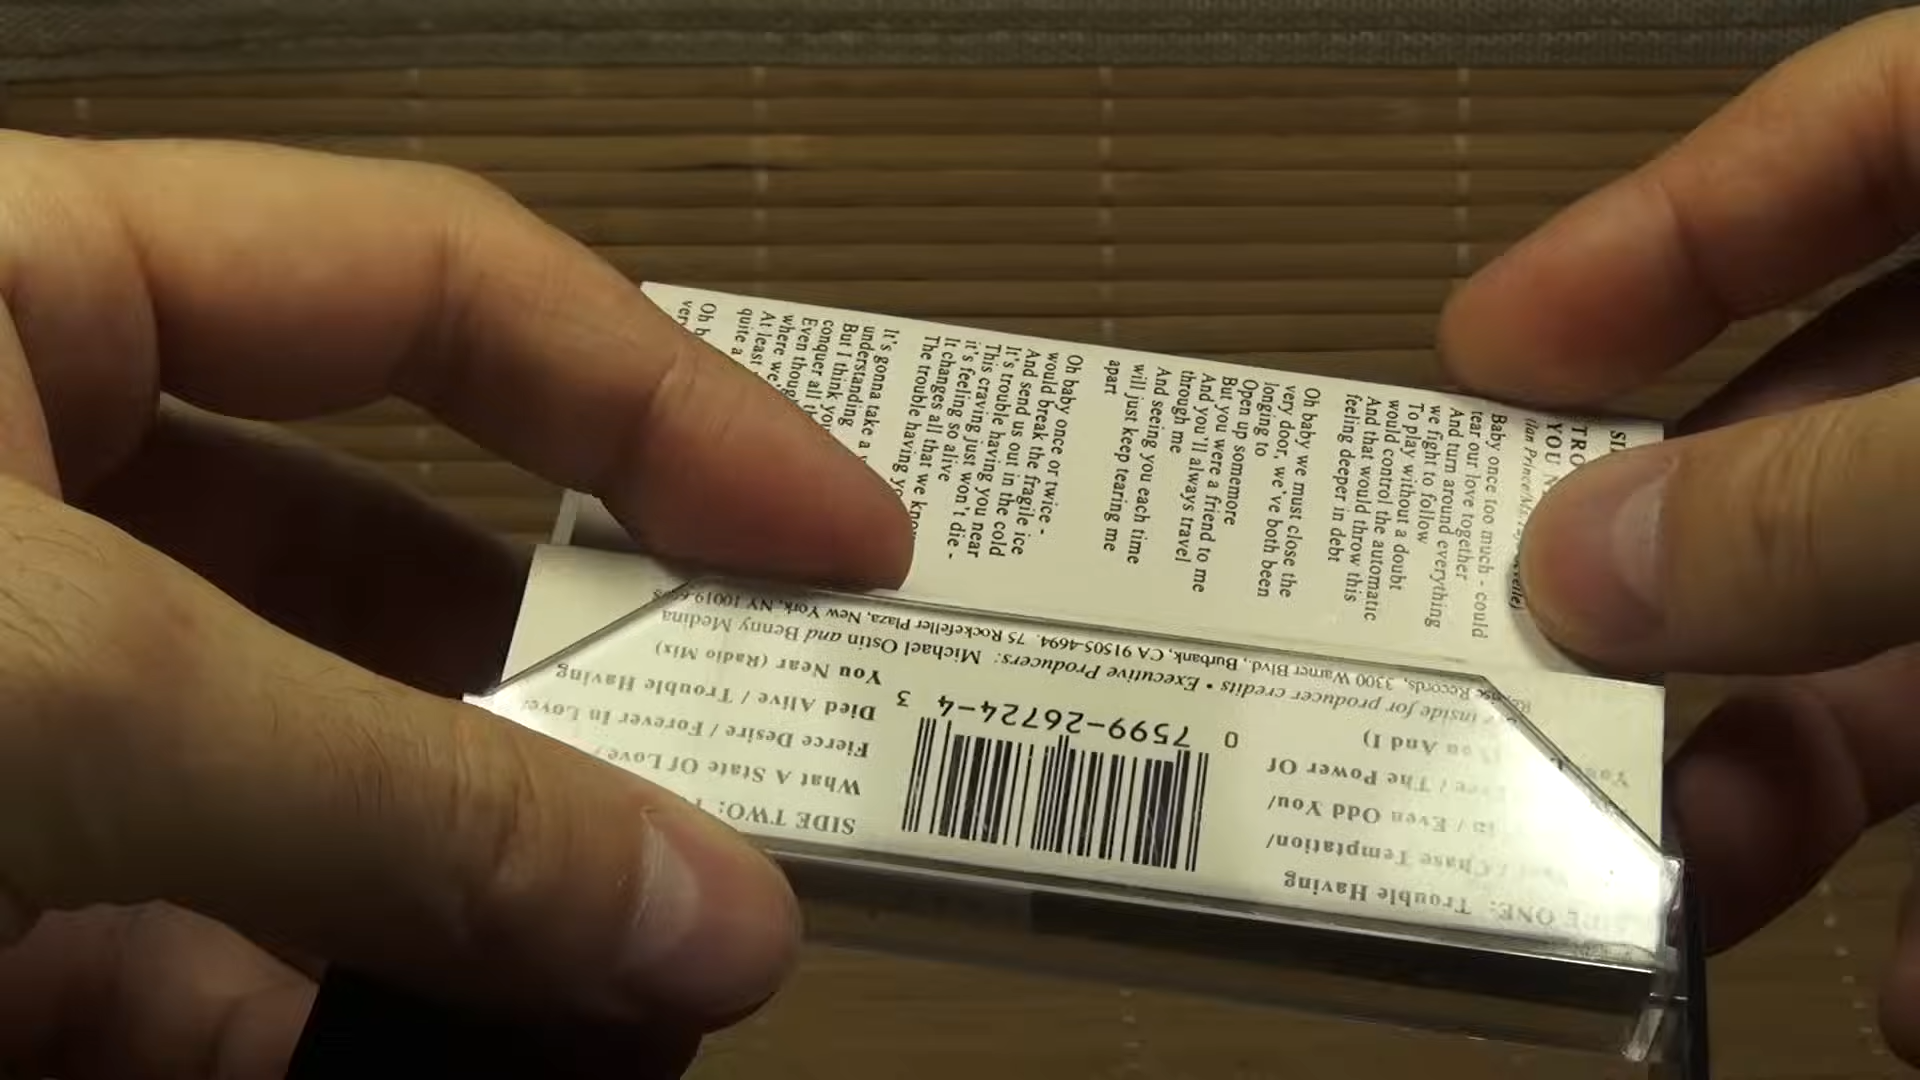 TRO
YOU N
Baby once too much - could
tear our love together
And turn around everything
we fight to follow
To play without a doubt
would control the automatic
And that would throw this
feeling deeper in debt
Oh baby we must close the
very door, we've both been
longing to
Open up somemore
But you were a friend to me
And you'll always travel
through me
And seeing you each time
will just keep tearing me
apart
Oh baby once or twice -
would break the fragile ice
And send us out in the cold
It's trouble having you near
This craving just won't die -
it's feeling so alive
It changes all that we know
The trouble having yo
It's gonna take a
understanding
But I think you
conquer all th
Even though
where we
At least
quite a
Oh b
very
SIDE ONE: Trouble Having
Chase Temptation/
/ Even Odd You/
/ The Power Of
You And I)
0 7599-26724-4 3
SIDE TWO:
What A State Of Love/
Fierce Desire / Forever In Love/
Died Alive / Trouble Having
You Near (Radio Mix)
inside for producer credits • Executive Producers: Michael Ostin and Benny Medina
Records, 3300 Warner Blvd., Burbank, CA 91505-4694. 75 Rockefeller Plaza, New York, NY 10019